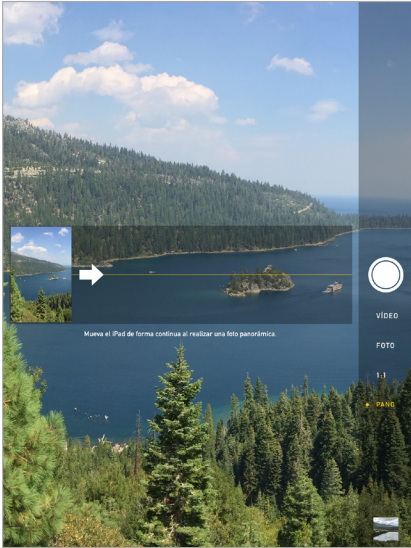 Mueva el iPad de forma continua al realizar una foto panorámica.
VÍDEO
FOTO
1:1
PANO